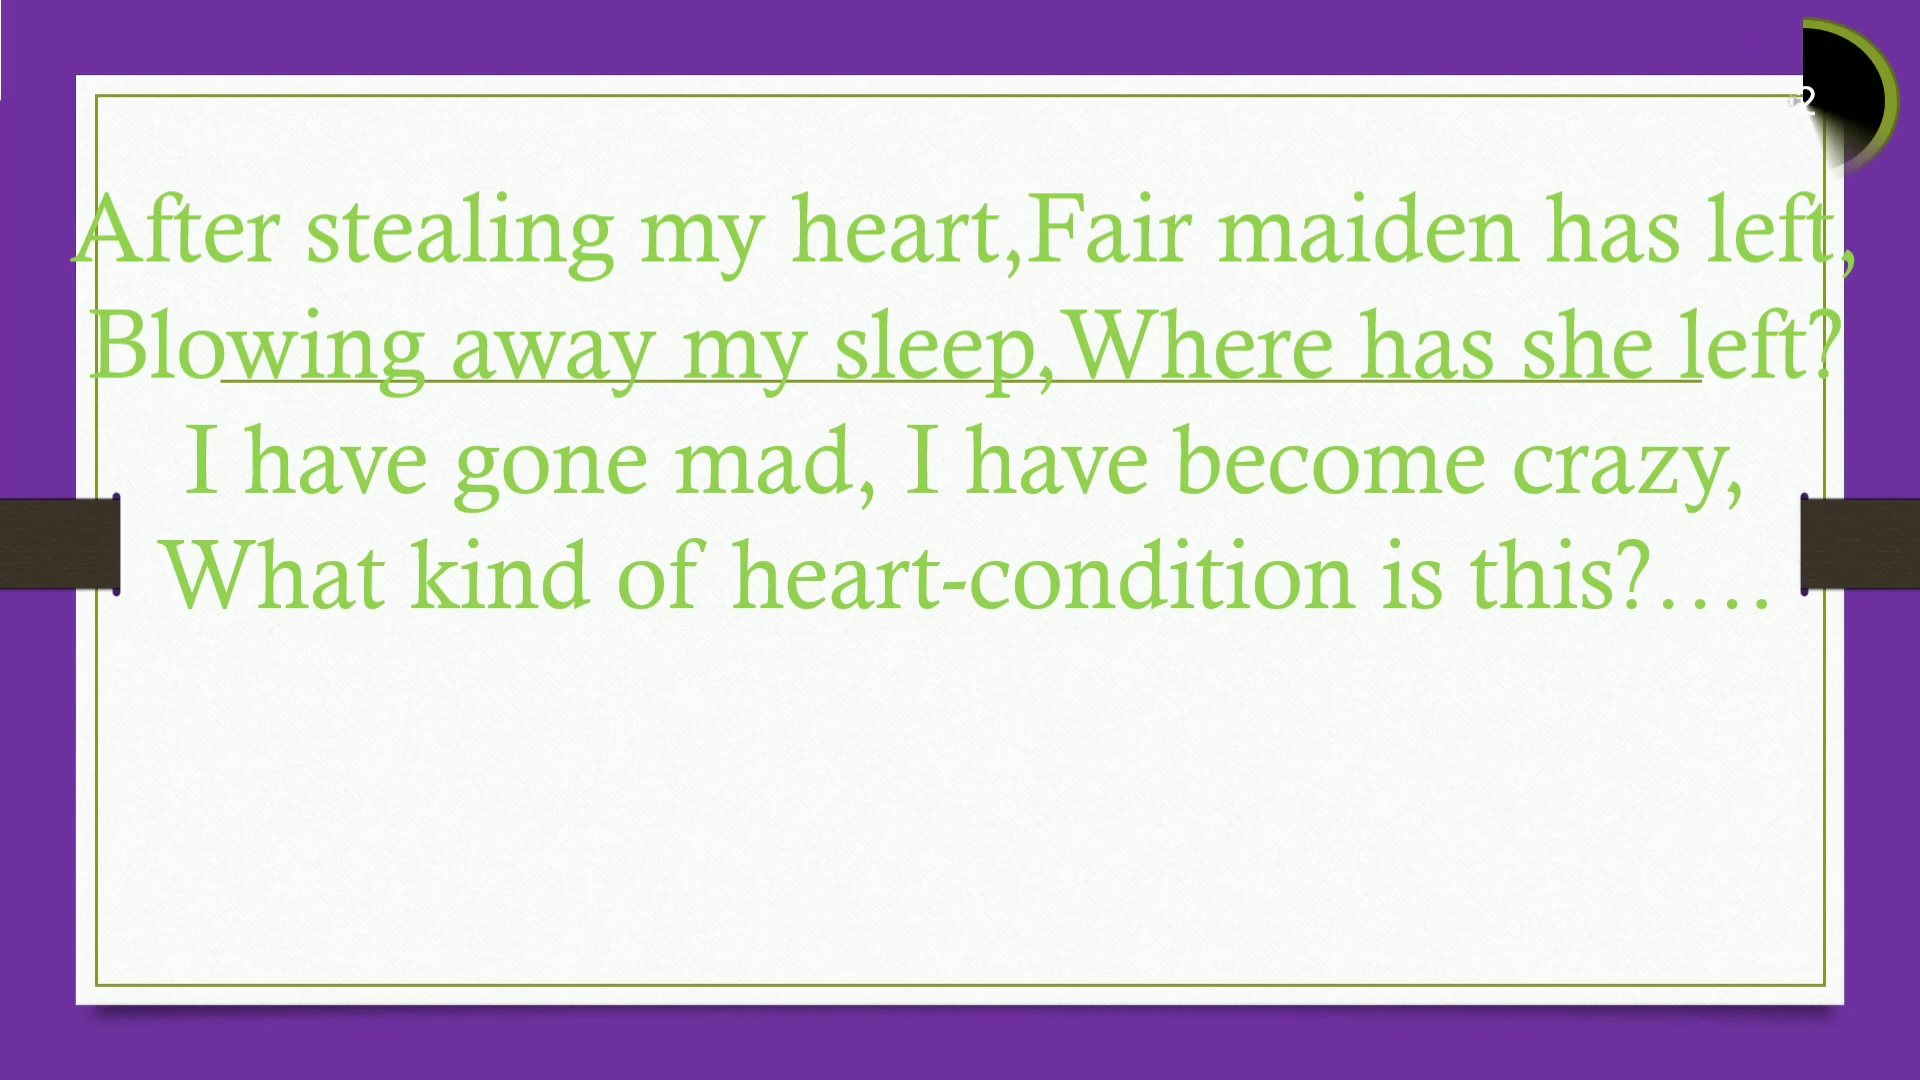 2
After stealing my heart,Fair maiden has left,
Blowing away my sleep,Where has she left?
I have gone mad, I have become crazy,
What kind of heart-condition is this?....